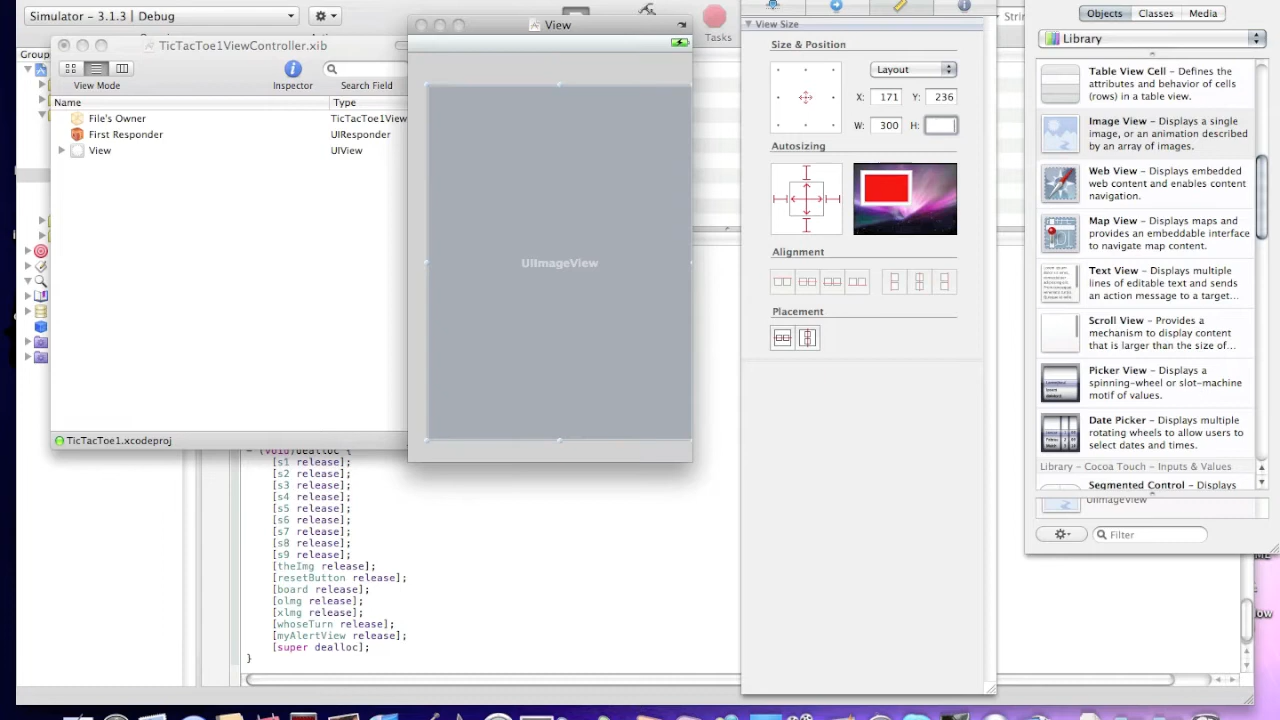 Simulator - 3.1.3 | Debug
Tasks
Group
TicTacToe1ViewController.xib
View Mode
Inspector
Search Field
Name
Type
File's Owner
TicTacToe1View
First Responder
UIResponder
View
UIView
TicTacToe1.xcodeproj
View
UIImageView
- (void)dealloc {
[s1 release];
[s2 release];
[s3 release];
[s4 release];
[s5 release];
[s6 release];
[s7 release];
[s8 release];
[s9 release];
[theImg release];
[resetButton release];
[board release];
[oImg release];
[xImg release];
[whoseTurn release];
[myAlertView release];
[super dealloc];
}
View Size
Size & Position
Layout
X: 171 Y: 236
W: 300 H:
Autosizing
Alignment
Placement
Objects Classes Media
Library
Table View Cell – Defines the
attributes and behavior of cells
(rows) in a table view.
Image View – Displays a single
image, or an animation described
by an array of images.
Web View – Displays embedded
web content and enables content
navigation.
Map View – Displays maps and
provides an embeddable interface
to navigate map content.
Text View – Displays multiple
lines of editable text and sends
an action message to a target...
Scroll View – Provides a
mechanism to display content
that is larger than the size of...
Picker View – Displays a
spinning-wheel or slot-machine
motif of values.
Date Picker – Displays multiple
rotating wheels to allow users to
select dates and times.
Library – Cocoa Touch – Inputs & Values
Segmented Control – Displays
UIImageView
Filter